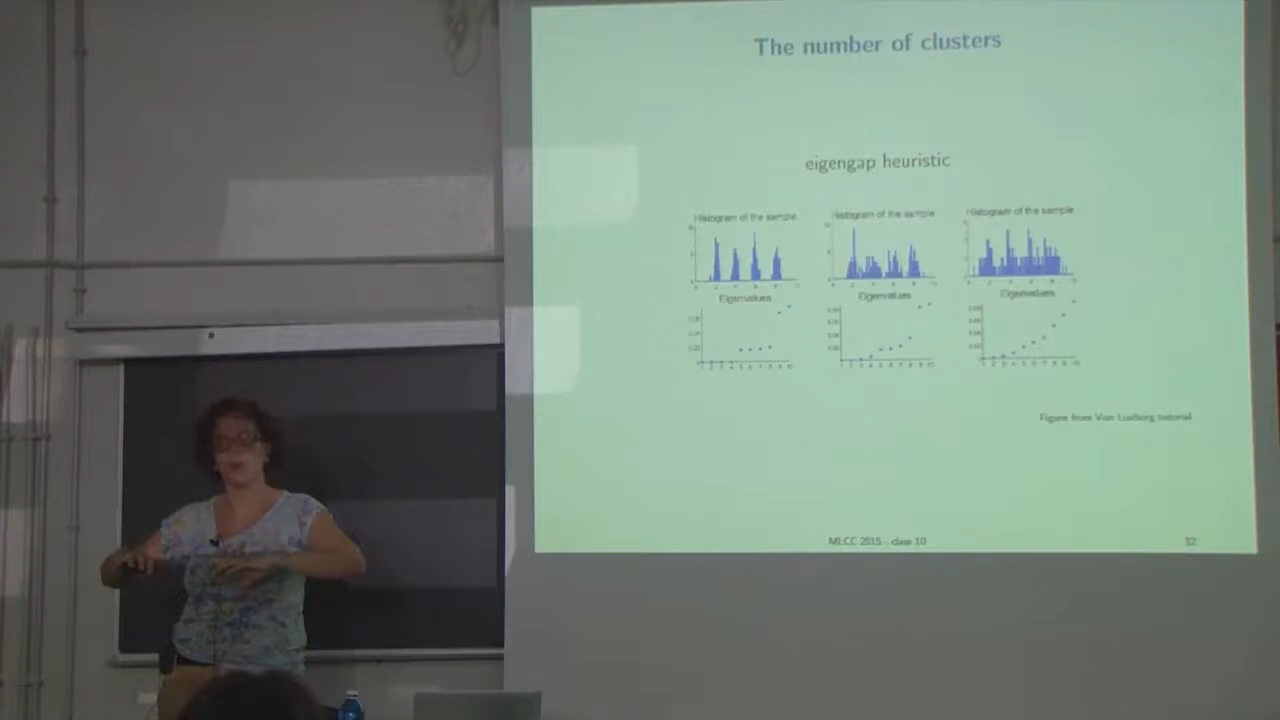 The number of clusters
eigengap heuristic
Histogram of the sample
Histogram of the sample
Histogram of the sample
Eigenvalues
Eigenvalues
Eigenvalues
Figure from Von Luxburg tutorial
MLCC 2015 - class 10